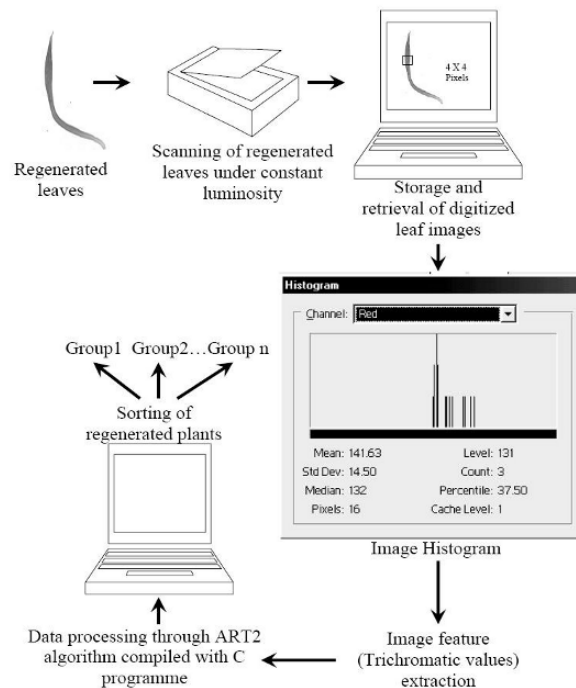 4 X 4
Pixels
Regenerated
leaves
Scanning of regenerated
leaves under constant
luminosity
Storage and
retrieval of digitized
leaf images
Histogram
Channel: Red
Mean: 141.63 Level: 131
Std Dev: 14.50 Count: 3
Median: 132 Percentile: 37.50
Pixels: 16 Cache Level: 1
Image Histogram
Image feature
(Trichromatic values)
extraction
Data processing through ART2
algorithm compiled with C
programme
Sorting of
regenerated plants
Group1 Group2…Group n